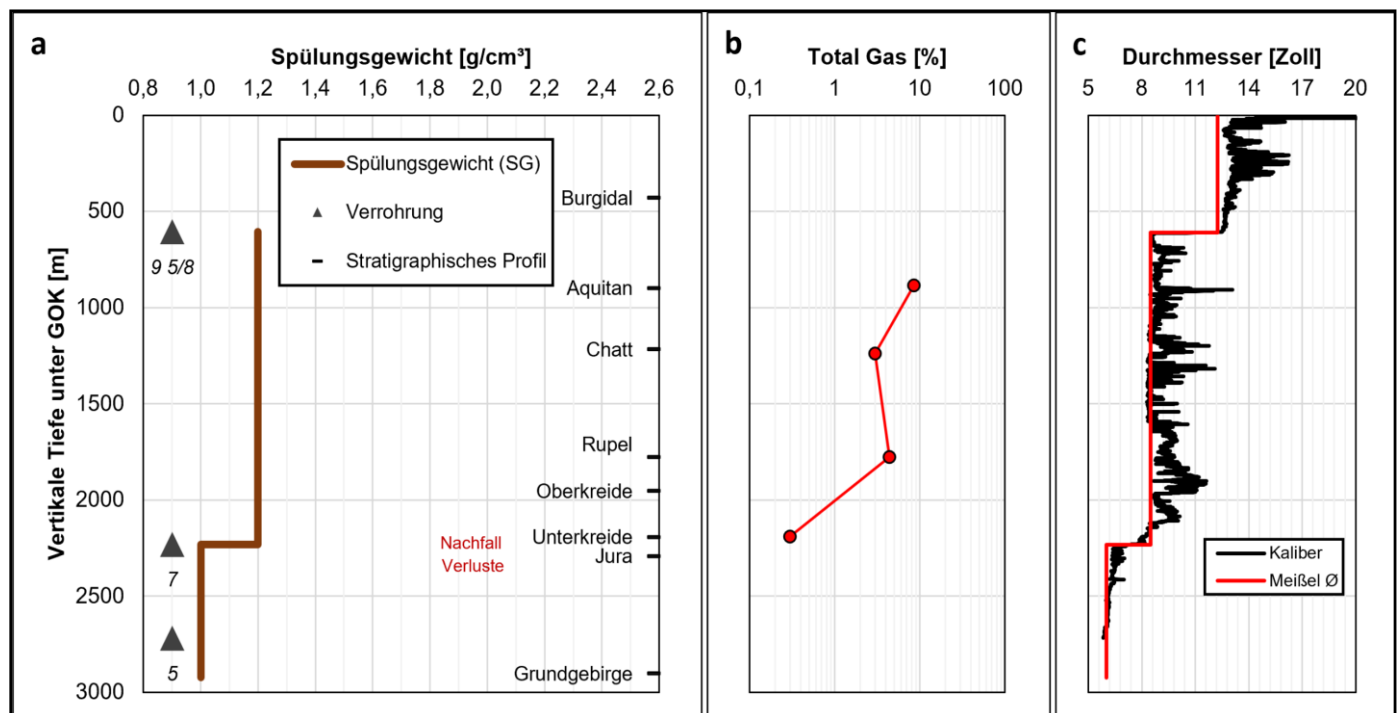 a
Spülungsgewicht [g/cm³]
0,8 1,0 1,2 1,4 1,6 1,8 2,0 2,2 2,4 2,6
Vertikale Tiefe unter GOK [m]
0
500
1000
1500
2000
2500
3000
Spülungsgewicht (SG)
Verrohrung
Stratigraphisches Profil
9 5/8
7
5
Burgidal
Aquitan
Chatt
Rupel
Oberkreide
Unterkreide
Jura
Grundgebirge
Nachfall
Verluste
b
Total Gas [%]
0,1 1 10 100
c
Durchmesser [Zoll]
5 8 11 14 17 20
Kaliber
Meißel Ø